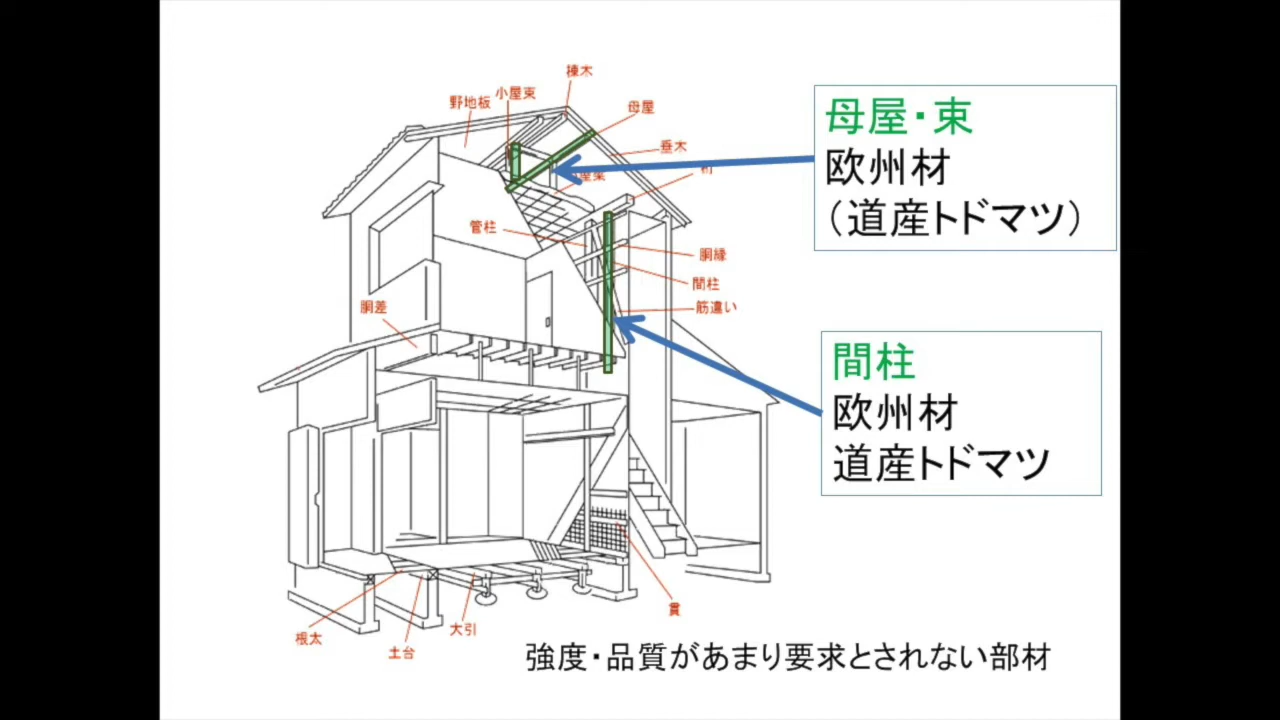 棟木
小屋束
野地板
母屋
垂木
管柱
胴縁
間柱
筋違い
胴差
貫
大引
根太
土台
母屋・束
欧州材
（道産トドマツ）
間柱
欧州材
道産トドマツ
強度・品質があまり要求とされない部材